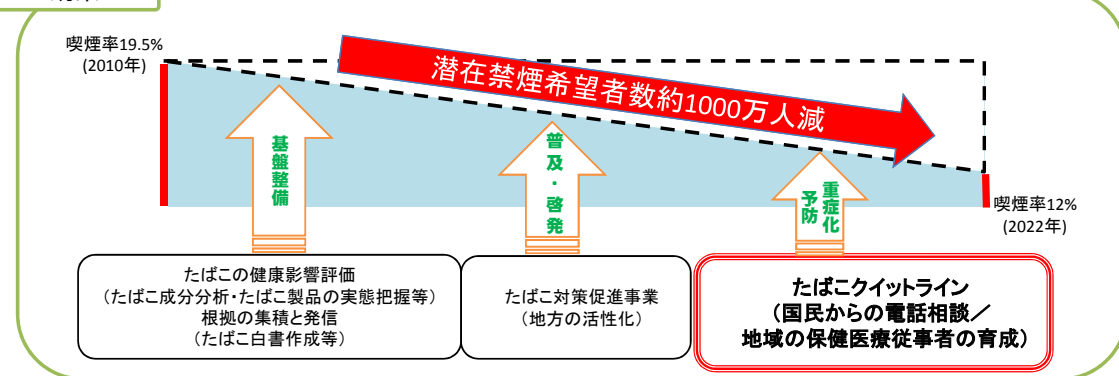 喫煙率19.5%
(2010年)
潜在禁煙希望者数約1000万人減
基盤整備
普及・啓発
重症化
予防
喫煙率12%
(2022年)
たばこの健康影響評価
(たばこ成分分析・たばこ製品の実態把握等)
根拠の集積と発信
(たばこ白書作成等)
たばこ対策促進事業
(地方の活性化)
たばこクイットライン
(国民からの電話相談/
地域の保健医療従事者の育成)